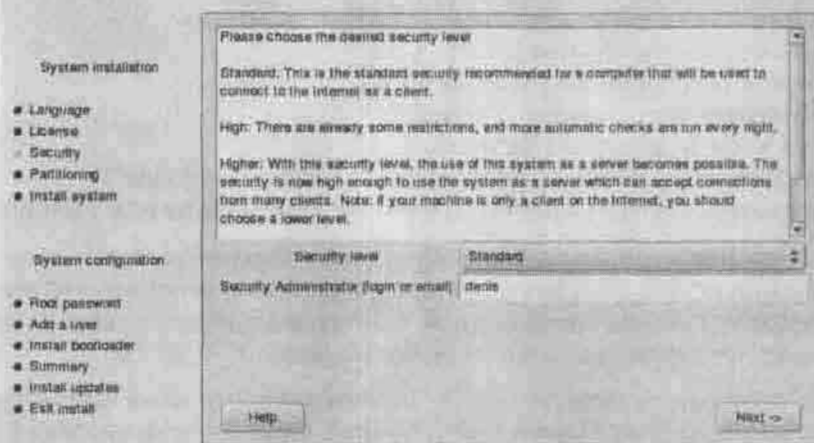 System installation
Language
License
Security
Partitioning
Install system
System configuration
Root password
Add a user
Install bootloader
Summary
Install updates
Exit install
Please choose the desired security level
Standard: This is the standard security recommended for a computer that will be used to
connect to the Internet as a client.
High: There are already some restrictions, and more automatic checks are run every night.
Higher: With this security level, the use of this system as a server becomes possible. The
security is now high enough to use the system as a server which can accept connections
from many clients. Note: if your machine is only a client on the Internet, you should
choose a lower level.
Security level
Standard
Security Administrator (login or email)
denis
Help
Next ->